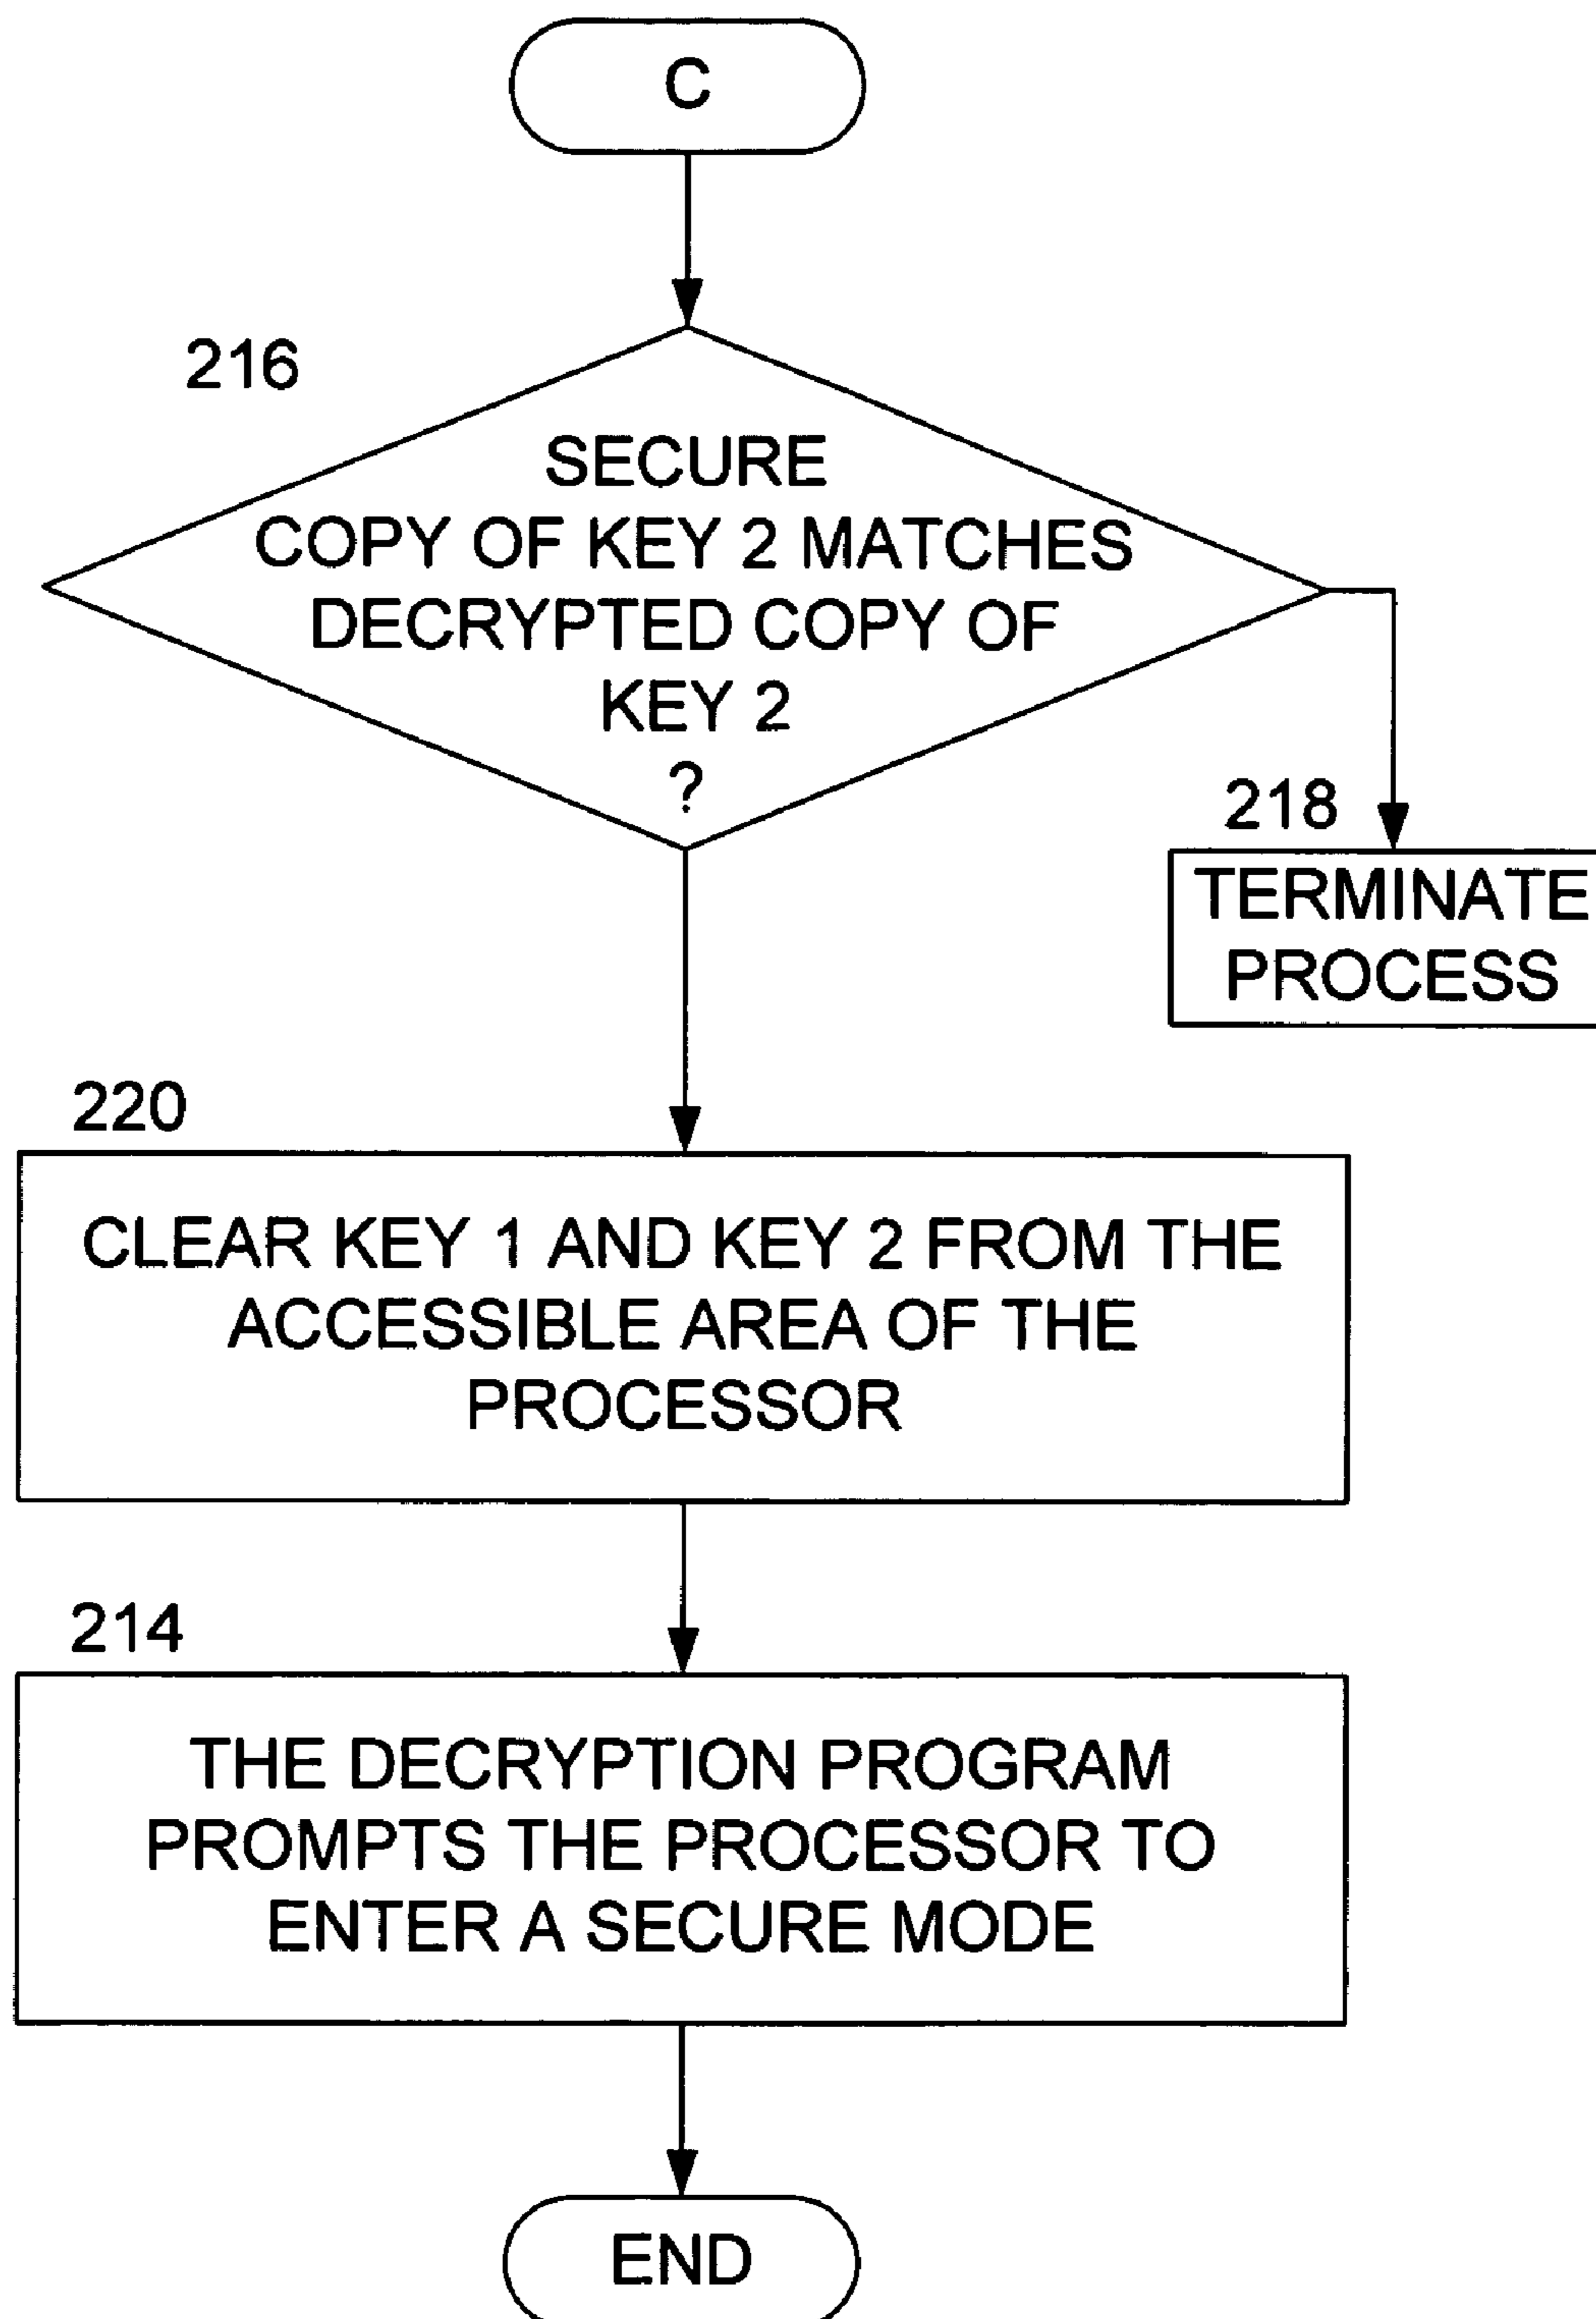 C
216
SECURE
COPY OF KEY 2 MATCHES
DECRYPTED COPY OF
KEY 2
?
218
TERMINATE
PROCESS
220
CLEAR KEY 1 AND KEY 2 FROM THE
ACCESSIBLE AREA OF THE
PROCESSOR
214
THE DECRYPTION PROGRAM
PROMPTS THE PROCESSOR TO
ENTER A SECURE MODE
END